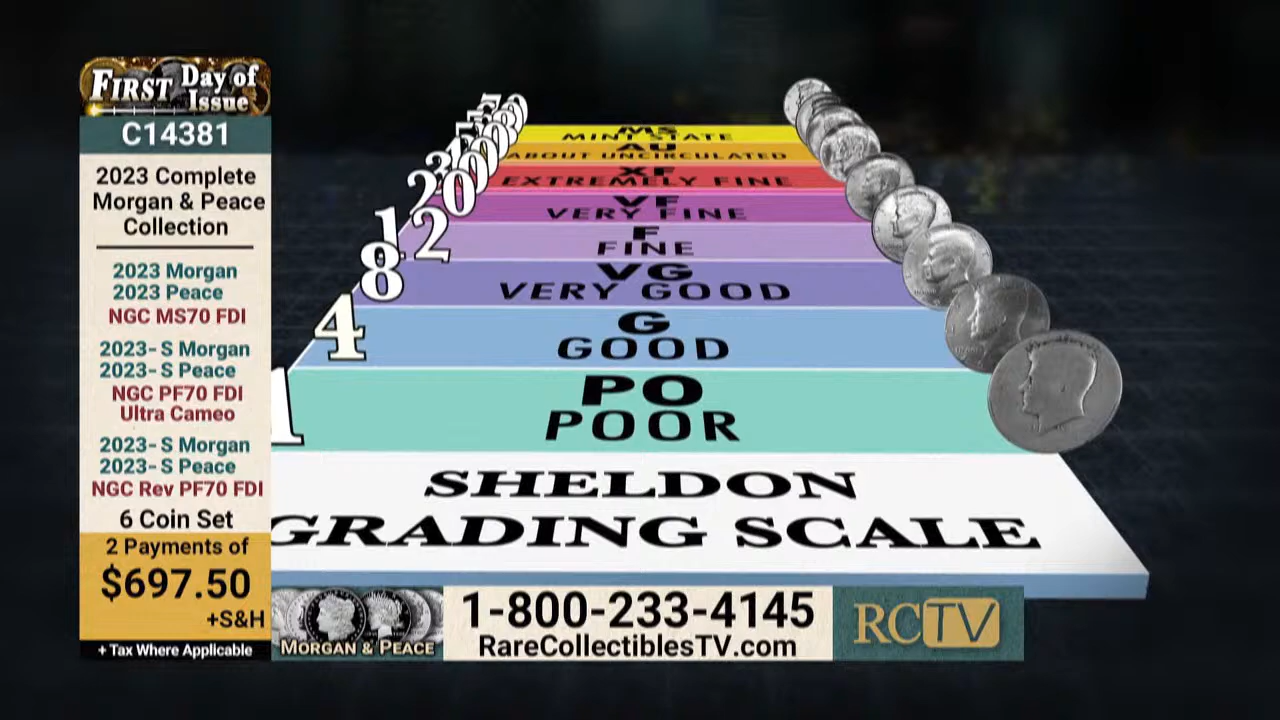 FIRST Day of Issue
C14381
2023 Complete
Morgan & Peace
Collection
2023 Morgan
2023 Peace
NGC MS70 FDI
2023-S Morgan
2023-S Peace
NGC PF70 FDI
Ultra Cameo
2023-S Morgan
2023-S Peace
NGC Rev PF70 FDI
6 Coin Set
2 Payments of
$697.50
+S&H
+ Tax Where Applicable
MS
MINT STATE
AU
ABOUT UNCIRCULATED
XF
EXTREMELY FINE
VF
VERY FINE
20
F
FINE
12
VG
VERY GOOD
8
G
GOOD
4
PO
POOR
1
SHELDON
GRADING SCALE
MORGAN & PEACE
1-800-233-4145
RareCollectiblesTV.com
RCTV